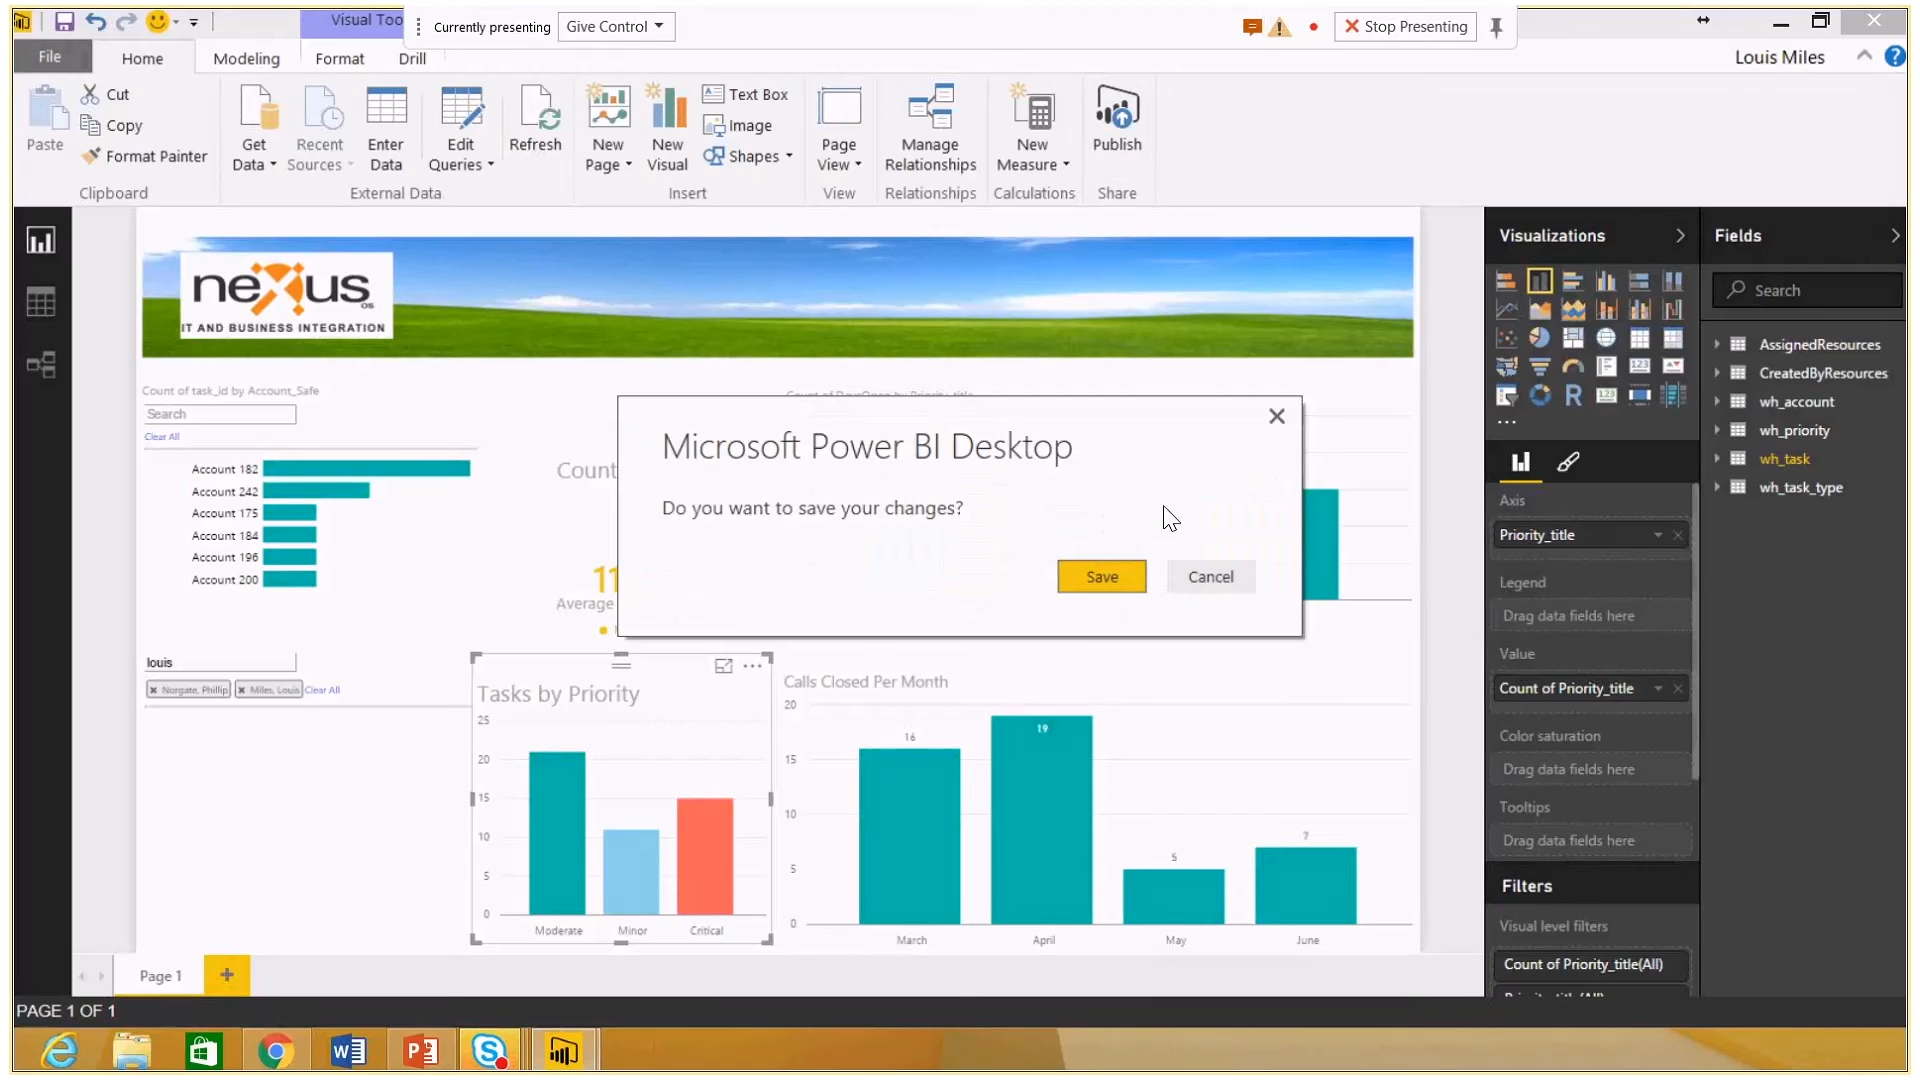 Visual Too
Currently presenting
Give Control
Stop Presenting
File
Home
Modeling
Format
Drill
Louis Miles
Paste
Cut
Copy
Format Painter
Clipboard
Get Data
Recent Sources
Enter Data
Edit Queries
Refresh
External Data
New Page
New Visual
Text Box
Image
Shapes
Insert
Page View
View
Manage Relationships
Relationships
New Measure
Calculations
Publish
Share
nexus
os
IT AND BUSINESS INTEGRATION
Count of task_id by Account_Safe
Search
Clear All
Account 182
Account 242
Account 175
Account 184
Account 196
Account 200
Count
11
Average
Microsoft Power BI Desktop
Do you want to save your changes?
Save
Cancel
louis
Norgate, Phillip
Miles, Louis
Clear All
Tasks by Priority
25
20
15
10
5
0
Moderate
Minor
Critical
Calls Closed Per Month
20
15
10
5
0
16
19
5
7
March
April
May
June
Visualizations
123
R
123
Axis
Priority_title
Legend
Drag data fields here
Value
Count of Priority_title
Color saturation
Drag data fields here
Tooltips
Drag data fields here
Filters
Visual level filters
Count of Priority_title(All)
Fields
Search
AssignedResources
CreatedByResources
wh_account
wh_priority
wh_task
wh_task_type
Page 1
PAGE 1 OF 1